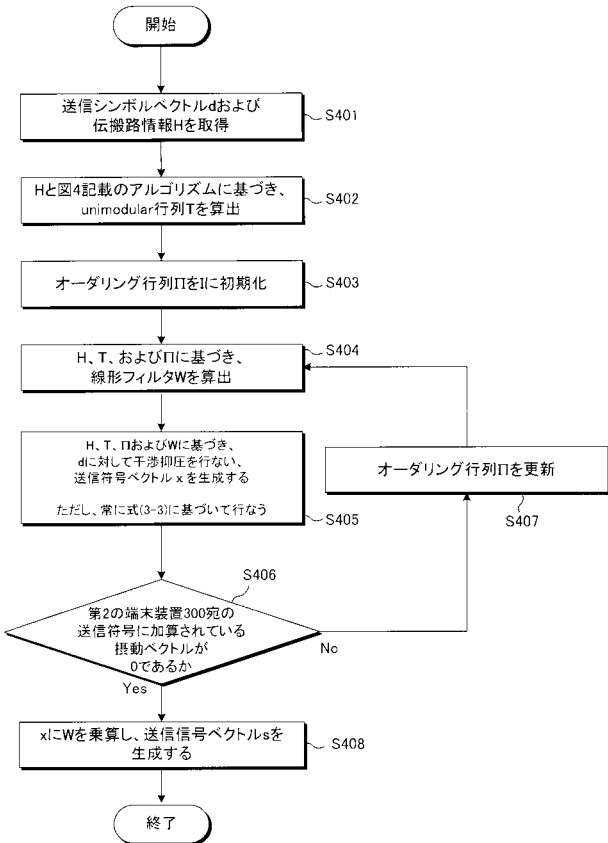 開始
送信シンボルベクトルdおよび
伝搬路情報Hを取得
S401
Hと図4記載のアルゴリズムに基づき、
unimodular行列Tを算出
S402
オーダリング行列ΠをIに初期化
S403
H、T、およびΠに基づき、
線形フィルタWを算出
S404
H、T、ΠおよびWに基づき、
dに対して干渉抑圧を行ない、
送信符号ベクトルxを生成する
ただし、常に式(3-3)に基づいて行なう
S405
オーダリング行列Πを更新
S407
S406
第2の端末装置300宛の
送信符号に加算されている
摂動ベクトルが
0であるか
No
Yes
xにWを乗算し、送信信号ベクトルsを
生成する
S408
終了